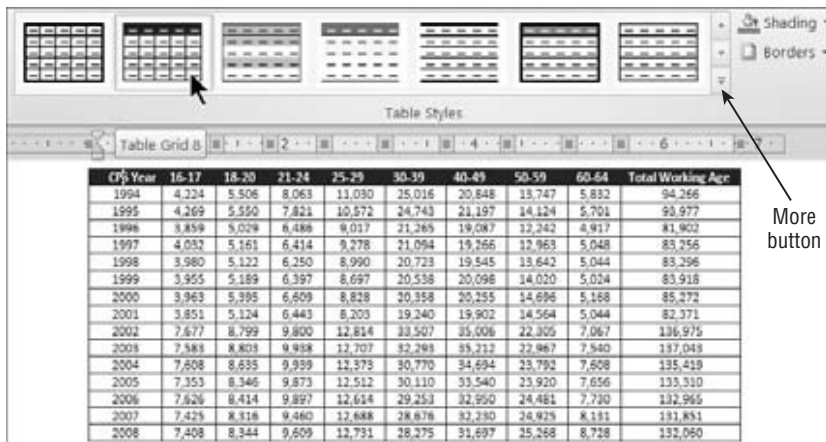 Shading
Borders
Table Styles
Table Grid 8 1 2 1 4 1 6 1 7
CPS Year 16-17 18-20 21-24 25-29 30-39 40-49 50-59 60-64 Total Working Age
1994 4,224 5,506 8,063 11,030 25,016 20,848 13,747 5,832 94,266
1995 4,269 5,550 7,821 10,572 24,743 21,197 14,124 5,701 93,977
1996 3,859 5,029 6,486 9,017 21,265 19,087 12,242 4,917 81,902
1997 4,032 5,161 6,414 9,278 21,094 19,266 12,963 5,048 83,256
1998 3,980 5,122 6,250 8,990 20,723 19,545 13,642 5,044 83,296
1999 3,955 5,189 6,397 8,697 20,538 20,098 14,020 5,024 83,918
2000 3,963 5,395 6,609 8,828 20,358 20,255 14,696 5,168 85,272
2001 3,851 5,124 6,443 8,203 19,240 19,902 14,564 5,044 82,371
2002 7,677 8,799 9,800 12,814 33,507 35,006 22,305 7,067 136,975
2003 7,583 8,803 9,938 12,707 32,293 35,212 22,967 7,540 137,043
2004 7,608 8,635 9,939 12,373 30,770 34,694 23,792 7,608 135,419
2005 7,353 8,346 9,873 12,512 30,110 33,540 23,920 7,656 133,310
2006 7,626 8,414 9,897 12,614 29,253 32,950 24,481 7,730 132,965
2007 7,425 8,316 9,460 12,688 28,676 32,230 24,925 8,131 131,851
2008 7,408 8,344 9,609 12,731 28,275 31,697 25,268 8,728 132,060
More
button